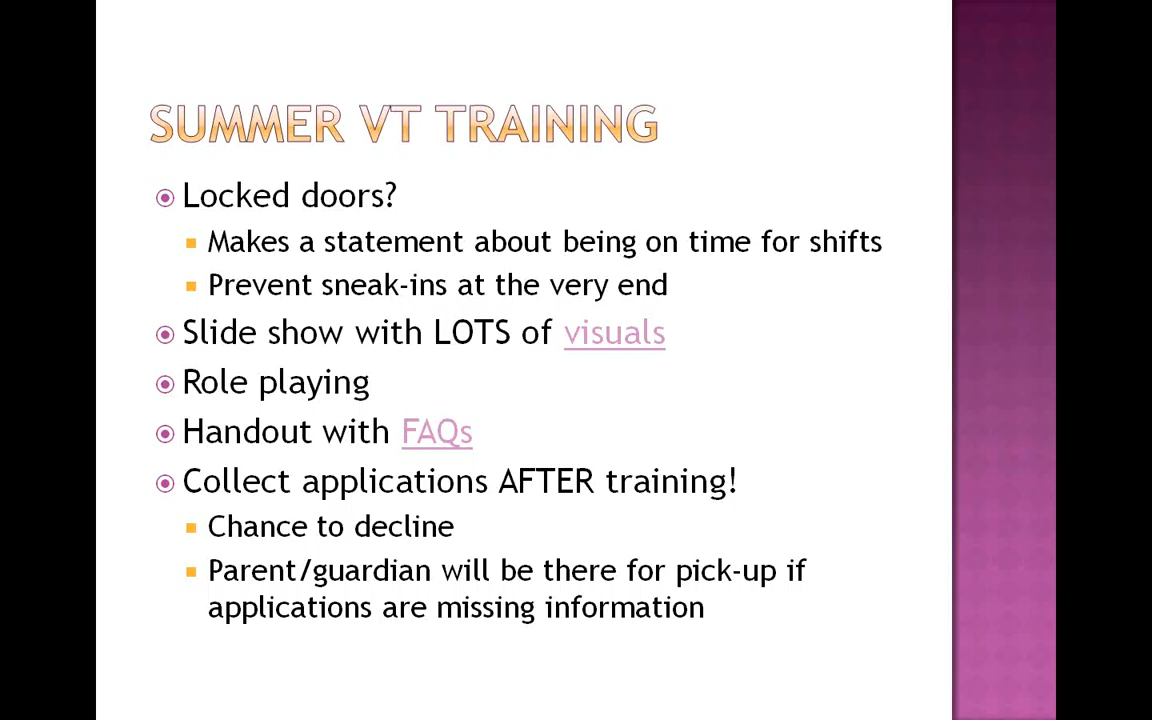 SUMMER VT TRAINING
Locked doors?
Makes a statement about being on time for shifts
Prevent sneak-ins at the very end
Slide show with LOTS of visuals
Role playing
Handout with FAQs
Collect applications AFTER training!
Chance to decline
Parent/guardian will be there for pick-up if
applications are missing information